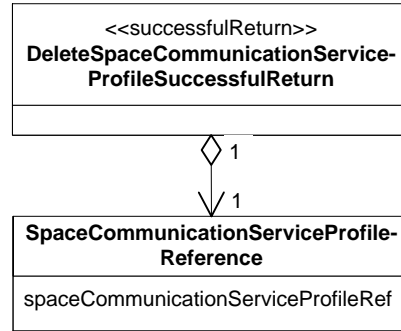 <<successfulReturn>>
DeleteSpaceCommunicationService-
ProfileSuccessfulReturn
1
1
SpaceCommunicationServiceProfile-
Reference
spaceCommunicationServiceProfileRef